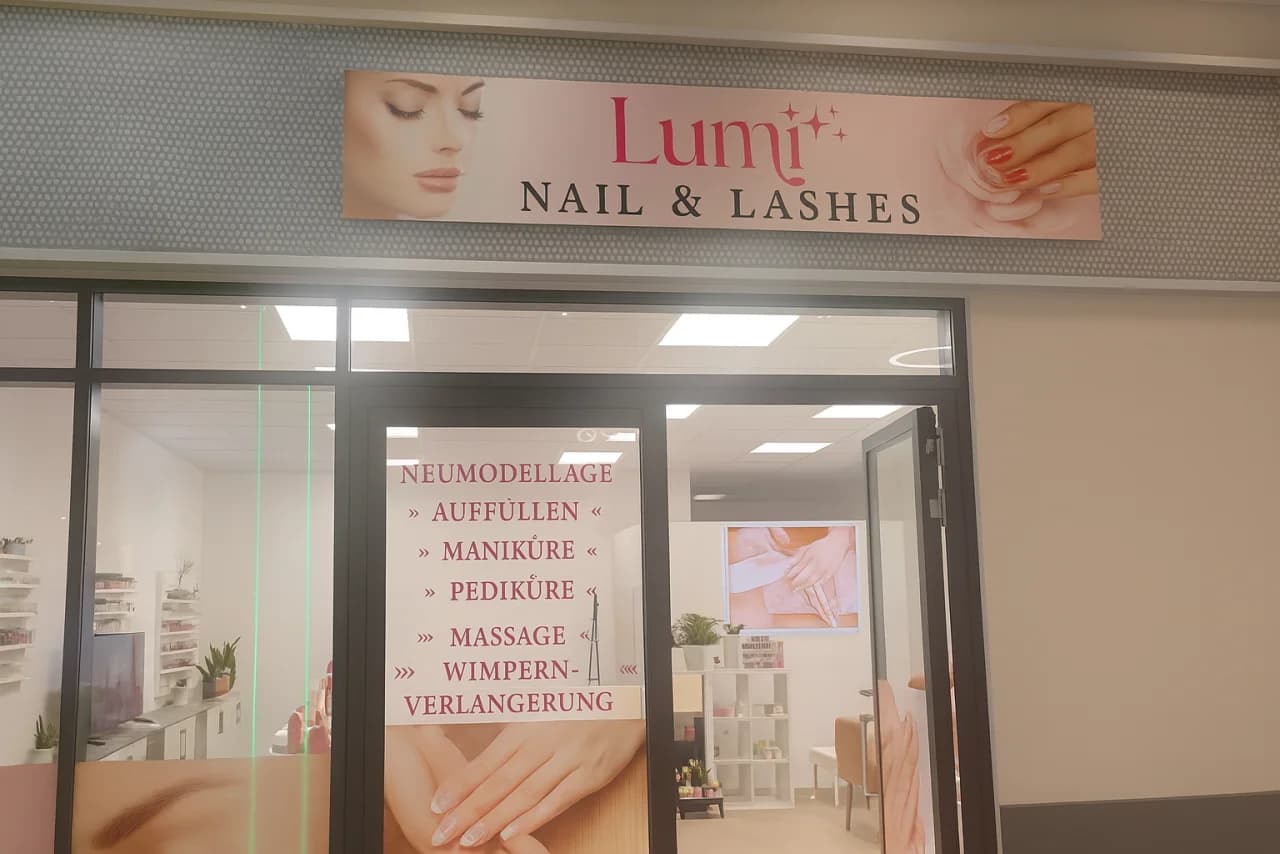 Lumi
NAIL & LASHES
NEUMODELLAGE
» AUFFÙLLEN «
» MANIKŮRE «
» PEDIKŮRE «
»› MASSAGE «
»› WIMPERN- ‹««
VERLANGERUNG